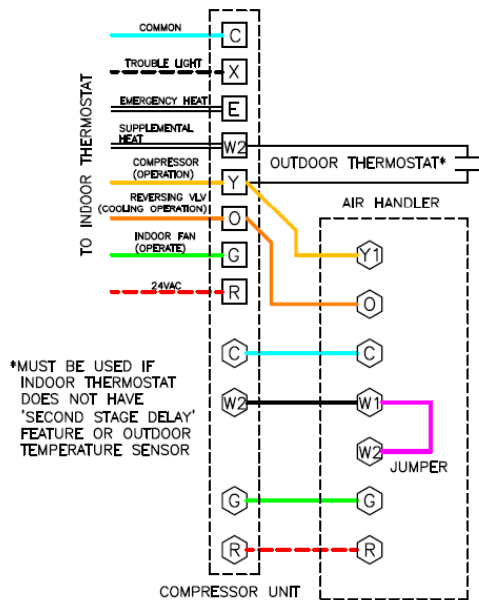 TO INDOOR THERMOSTAT
COMMON
C
TROUBLE LIGHT
X
EMERGENCY HEAT
E
SUPPLEMENTAL
HEAT
W2
OUTDOOR THERMOSTAT*
COMPRESSOR
(OPERATION)
Y
REVERSING VLV
(COOLING OPERATION)
O
INDOOR FAN
(OPERATE)
G
24VAC
R
AIR HANDLER
Y1
O
C
C
*MUST BE USED IF
INDOOR THERMOSTAT
DOES NOT HAVE
'SECOND STAGE DELAY'
FEATURE OR OUTDOOR
TEMPERATURE SENSOR
W2
W1
W2
JUMPER
G
G
R
R
COMPRESSOR UNIT